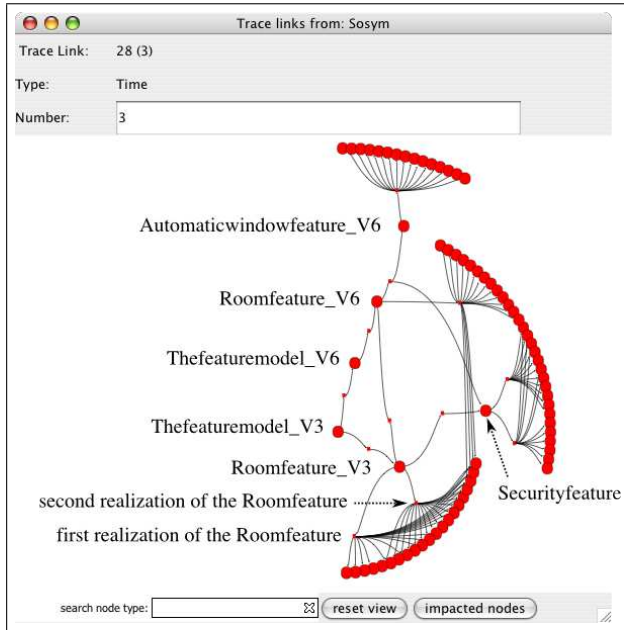 Trace links from: Sosym
Trace Link: 28 (3)
Type: Time
Number: 3
Automaticwindowfeature_V6
Roomfeature_V6
Thefeaturemodel_V6
Thefeaturemodel_V3
Roomfeature_V3
second realization of the Roomfeature
Securityfeature
first realization of the Roomfeature
search node type: reset view impacted nodes